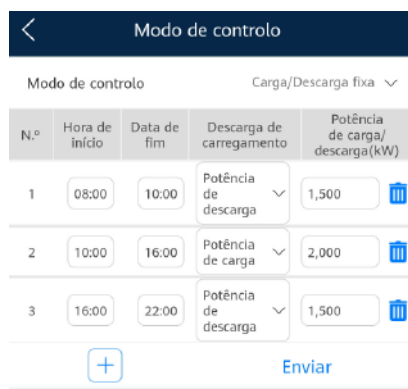 Modo de controlo
Modo de controlo Carga/Descarga fixa
N.º Hora de início Data de fim Descarga de carregamento Potência de carga/ descarga(kW)
1 08:00 10:00 Potência de descarga 1,500
2 10:00 16:00 Potência de carga 2,000
3 16:00 22:00 Potência de descarga 1,500
+ Enviar